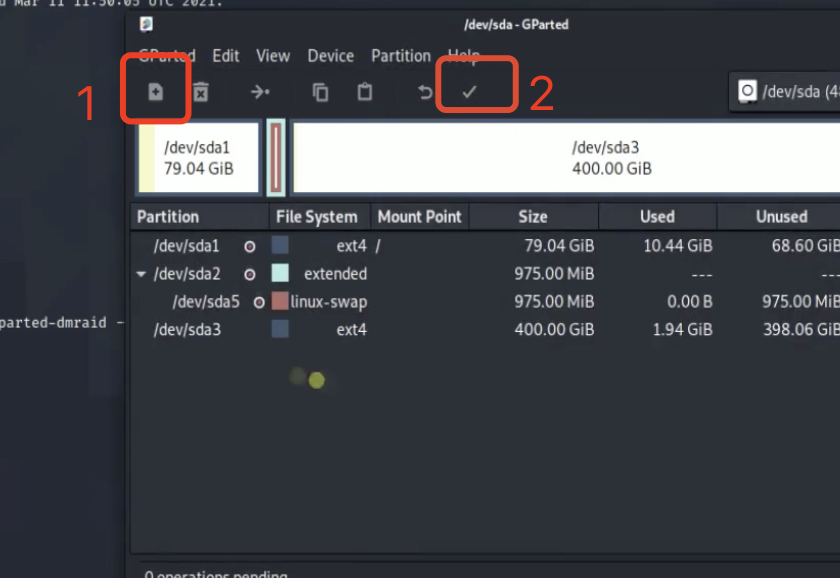 Mar 11 11:50:05 UTC 2021.
/dev/sda - GParted
GParted Edit View Device Partition Help
1
2
/dev/sda
/dev/sda1
79.04 GiB
/dev/sda3
400.00 GiB
Partition File System Mount Point Size Used Unused
/dev/sda1 ext4 / 79.04 GiB 10.44 GiB 68.60 GiB
/dev/sda2 extended 975.00 MiB --- ---
/dev/sda5 linux-swap 975.00 MiB 0.00 B 975.00 MiB
parted-dmraid -
/dev/sda3 ext4 400.00 GiB 1.94 GiB 398.06 GiB
0 operations pending